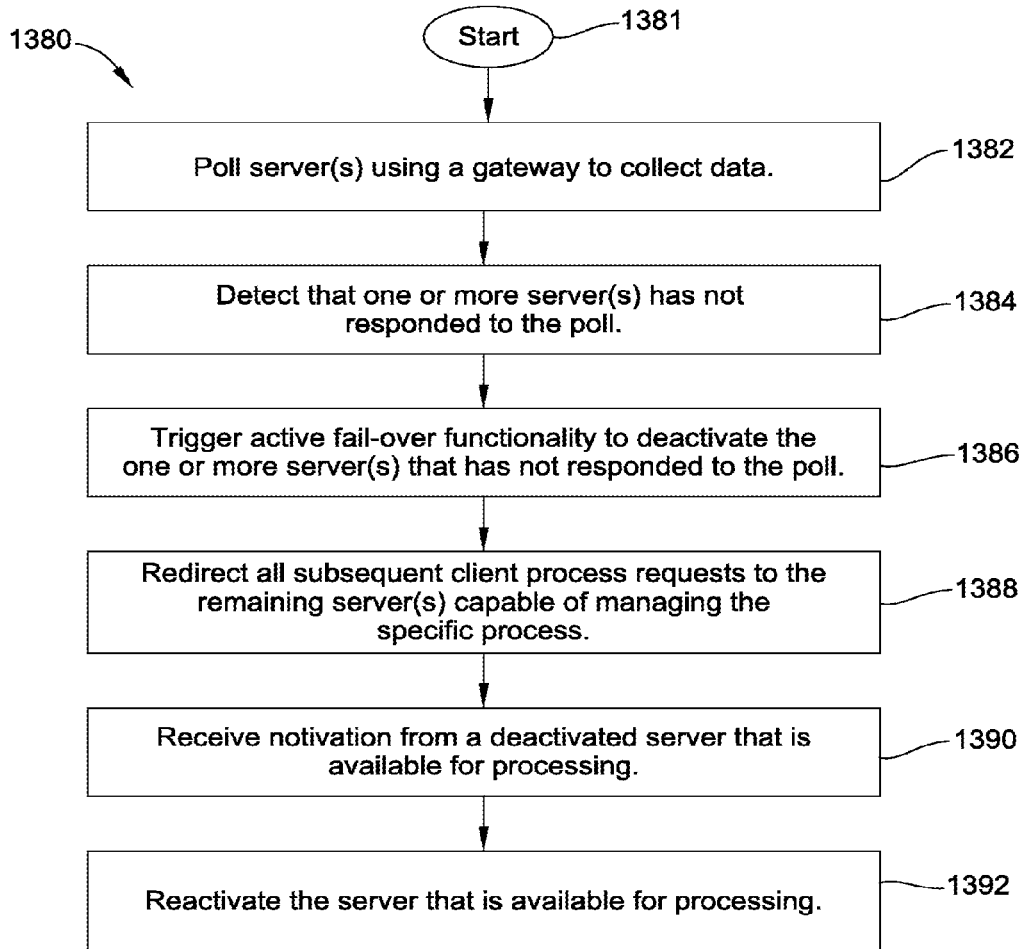 1380
Start
1381
Poll server(s) using a gateway to collect data.
1382
Detect that one or more server(s) has not
responded to the poll.
1384
Trigger active fail-over functionality to deactivate the
one or more server(s) that has not responded to the poll.
1386
Redirect all subsequent client process requests to the
remaining server(s) capable of managing the
specific process.
1388
Receive notivation from a deactivated server that is
available for processing.
1390
Reactivate the server that is available for processing.
1392